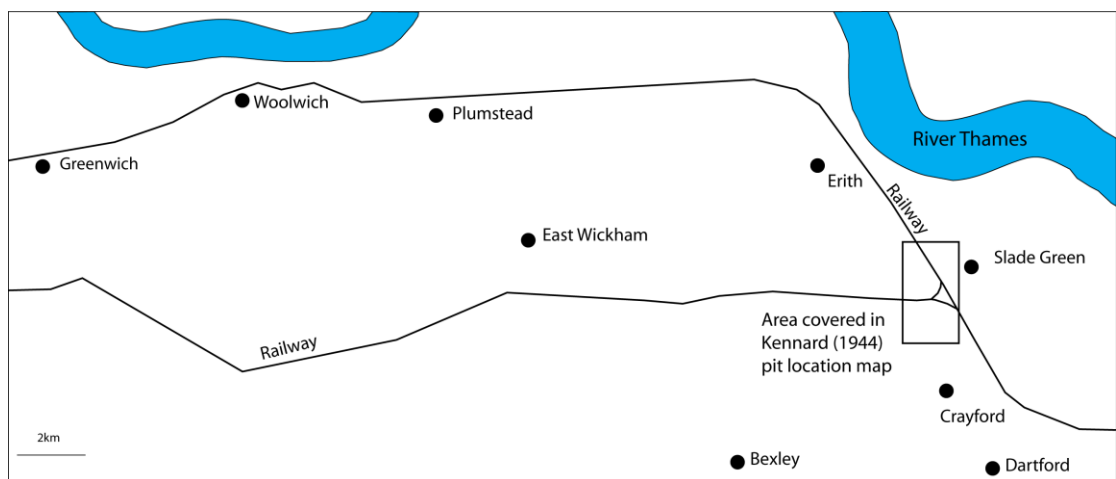 Woolwich
Plumstead
River Thames
Greenwich
Erith
Railway
East Wickham
Slade Green
Area covered in
Kennard (1944)
pit location map
Railway
Crayford
2km
Bexley
Dartford